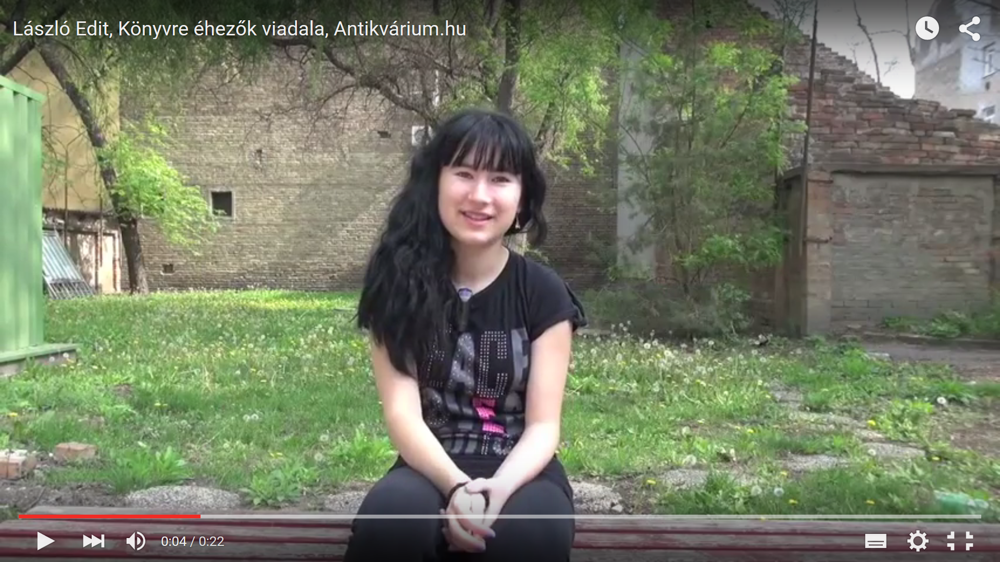 László Edit, Könyvre éhezők viadala, Antikvárium.hu
0:04 / 0:22